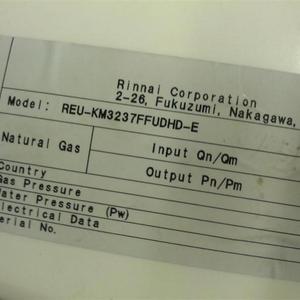 Rinnai Corporation
2-26, Fukuzumi, Nakagawa,
Model: REU-KM3237FFUDHD-E
Natural Gas
Input Qn/Qm
Output Pn/Pm
Country
Gas Pressure
Water Pressure (Pw)
Electrical Data
Serial No.